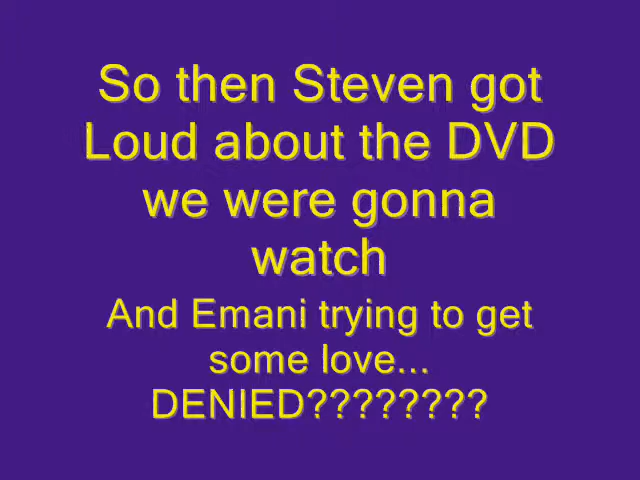 So then Steven got
Loud about the DVD
we were gonna
watch
And Emani trying to get
some love...
DENIED????????